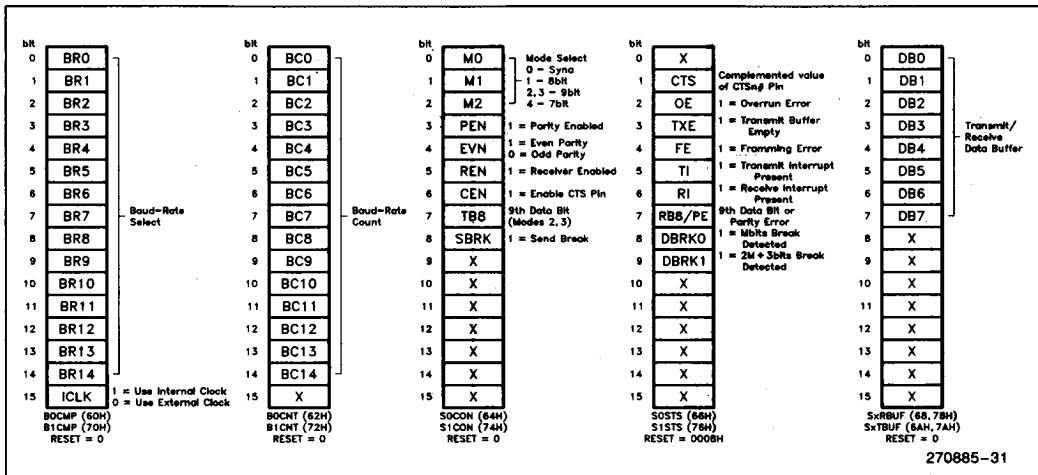 bit
0 BR0
1 BR1
2 BR2
3 BR3
4 BR4
5 BR5
6 BR6
7 BR7
8 BR8
9 BR9
10 BR10
11 BR11
12 BR12
13 BR13
14 BR14
15 ICLK
Baud-Rate
Select
1 = Use Internal Clock
0 = Use External Clock
B0CMP (60H)
B1CMP (70H)
RESET = 0
bit
0 BC0
1 BC1
2 BC2
3 BC3
4 BC4
5 BC5
6 BC6
7 BC7
8 BC8
9 BC9
10 BC10
11 BC11
12 BC12
13 BC13
14 BC14
15 X
Baud-Rate
Count
B0CNT (62H)
B1CNT (72H)
RESET = 0
bit
0 M0
1 M1
2 M2
Mode Select
0 - Sync
1 - 8bit
2, 3 - 9bit
4 - 7bit
3 PEN 1 = Parity Enabled
4 EVN 1 = Even Parity
0 = Odd Parity
5 REN 1 = Receiver Enabled
6 CEN 1 = Enable CTS Pin
7 TB8 9th Data Bit
(Modes 2, 3)
8 SBRK 1 = Send Break
9 X
10 X
11 X
12 X
13 X
14 X
15 X
S0CON (64H)
S1CON (74H)
RESET = 0
bit
0 X
1 CTS Complemented value
of CTSn# Pin
2 OE 1 = Overrun Error
3 TXE 1 = Transmit Buffer
Empty
4 FE 1 = Framming Error
5 TI 1 = Transmit Interrupt
Present
6 RI 1 = Receive Interrupt
Present
7 RB8/PE 9th Data Bit or
Parity Error
8 DBRK0 1 = Mbits Break
Detected
9 DBRK1 1 = 2M + 3bits Break
Detected
10 X
11 X
12 X
13 X
14 X
15 X
S0STS (66H)
S1STS (76H)
RESET = 0008H
bit
0 DB0
1 DB1
2 DB2
3 DB3
4 DB4
5 DB5
6 DB6
7 DB7
Transmit/
Receive
Data Buffer
8 X
9 X
10 X
11 X
12 X
13 X
14 X
15 X
SxRBUF (68, 78H)
SxTBUF (6AH, 7AH)
RESET = 0
270885-31